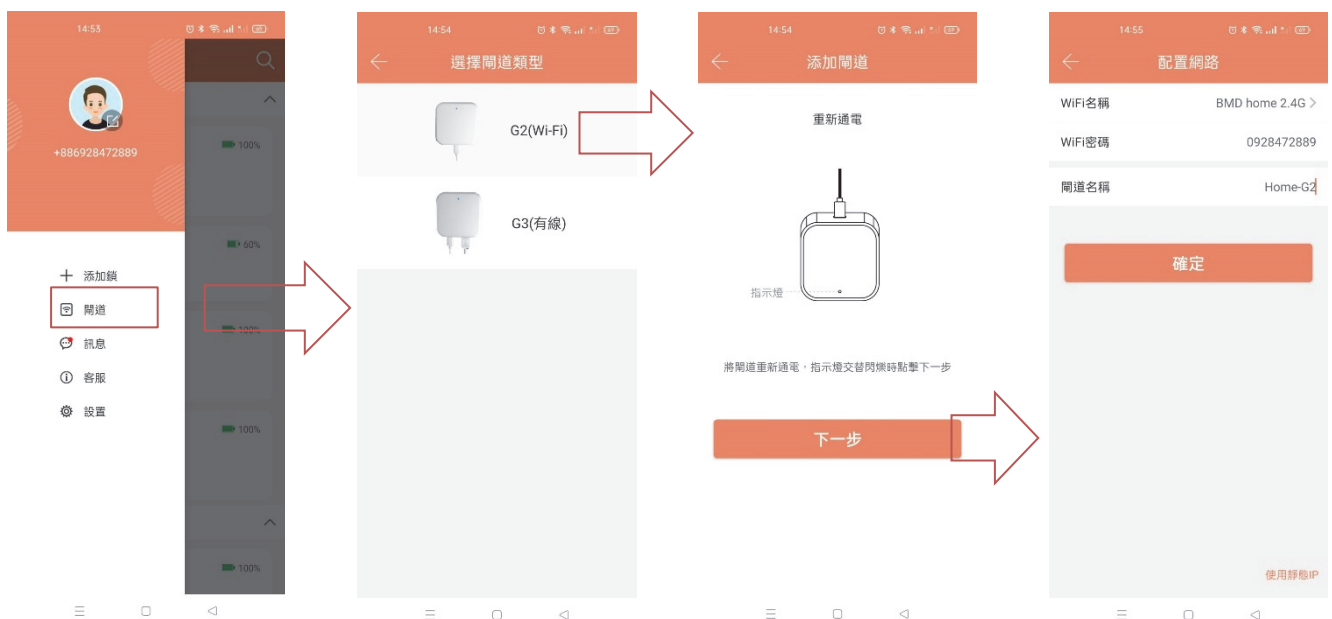 14:53
+886928472889
100%
60%
100%
100%
100%
添加鎖
閘道
訊息
客服
設置
14:54
選擇閘道類型
G2(Wi-Fi)
G3(有線)
14:54
添加閘道
重新通電
指示燈
將閘道重新通電，指示燈交替閃爍時點擊下一步
下一步
14:55
配置網路
WiFi名稱
BMD home 2.4G >
WiFi密碼
0928472889
閘道名稱
Home-G2
確定
使用靜態IP